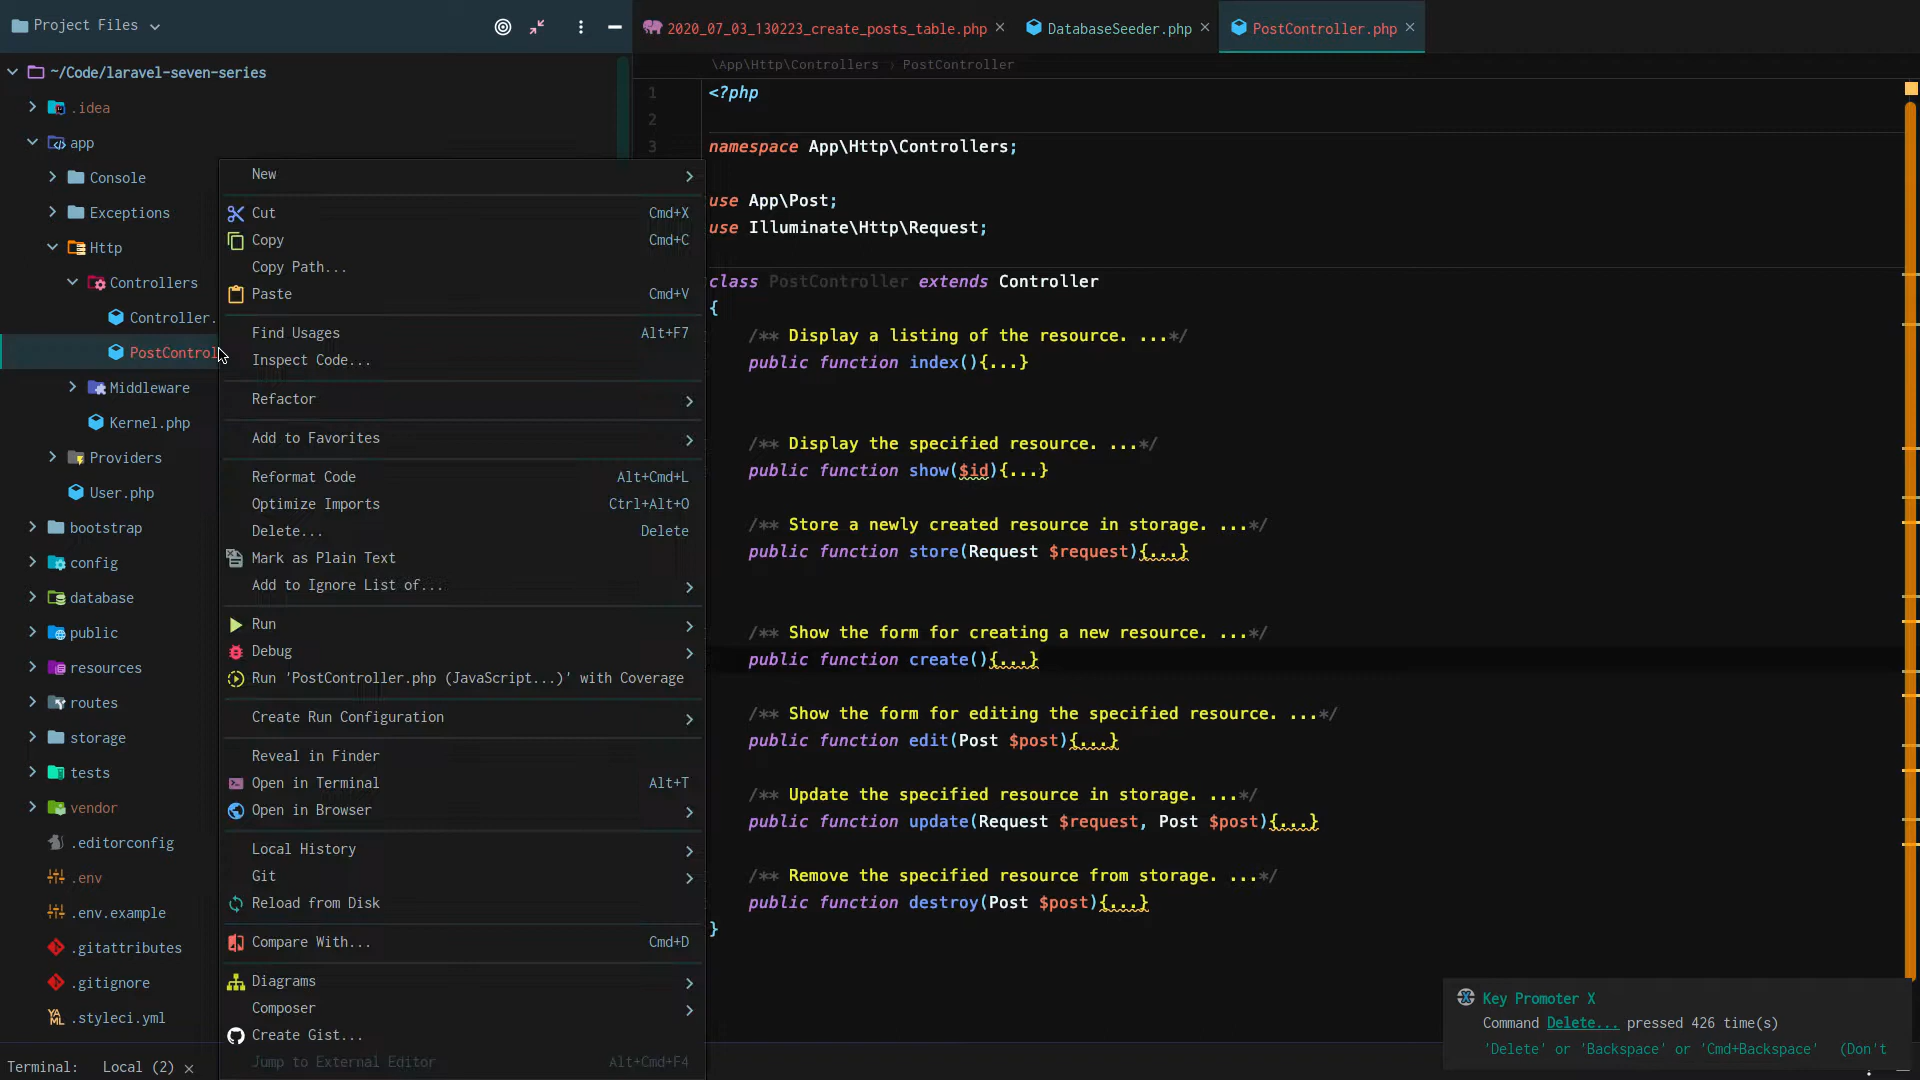 Project Files
~/Code/laravel-seven-series
.idea
app
Console
Exceptions
Http
Controllers
Controller.
PostControl
Middleware
Kernel.php
Providers
User.php
bootstrap
config
database
public
resources
routes
storage
tests
vendor
.editorconfig
.env
.env.example
.gitattributes
.gitignore
.styleci.yml
Terminal: Local (2)
New
Cut Cmd+X
Copy Cmd+C
Copy Path...
Paste Cmd+V
Find Usages Alt+F7
Inspect Code...
Refactor
Add to Favorites
Reformat Code Alt+Cmd+L
Optimize Imports Ctrl+Alt+O
Delete... Delete
Mark as Plain Text
Add to Ignore List of...
Run
Debug
Run 'PostController.php (JavaScript...)' with Coverage
Create Run Configuration
Reveal in Finder
Open in Terminal Alt+T
Open in Browser
Local History
Git
Reload from Disk
Compare With... Cmd+D
Diagrams
Composer
Create Gist...
Jump to External Editor Alt+Cmd+F4
2020_07_03_130223_create_posts_table.php DatabaseSeeder.php PostController.php
\App\Http\Controllers PostController
1 <?php
2
3 namespace App\Http\Controllers;
use App\Post;
use Illuminate\Http\Request;
class PostController extends Controller
{
/** Display a listing of the resource. ...*/
public function index(){...}
/** Display the specified resource. ...*/
public function show($id){...}
/** Store a newly created resource in storage. ...*/
public function store(Request $request){...}
/** Show the form for creating a new resource. ...*/
public function create(){...}
/** Show the form for editing the specified resource. ...*/
public function edit(Post $post){...}
/** Update the specified resource in storage. ...*/
public function update(Request $request, Post $post){...}
/** Remove the specified resource from storage. ...*/
public function destroy(Post $post){...}
}
Key Promoter X
Command Delete... pressed 426 time(s)
'Delete' or 'Backspace' or 'Cmd+Backspace' (Don't